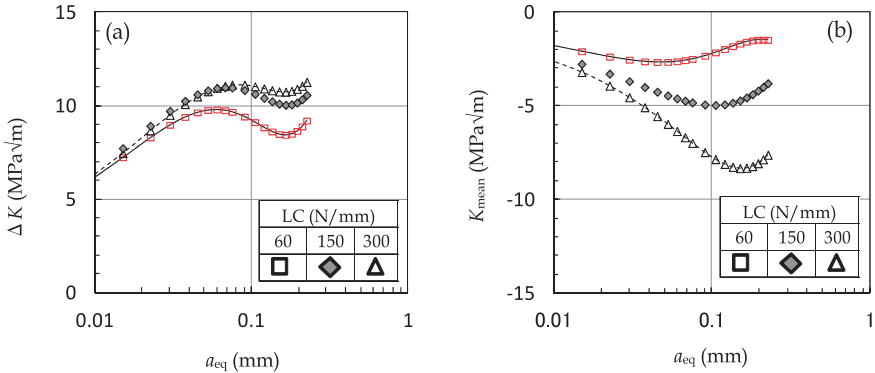 (a)
15
10
5
0
0.01
0.1
1
Δ K (MPa√m)
a_eq (mm)
LC (N/mm)
60 150 300
(b)
0
-5
-10
-15
0.01
0.1
1
K_mean (MPa√m)
a_eq (mm)
LC (N/mm)
60 150 300